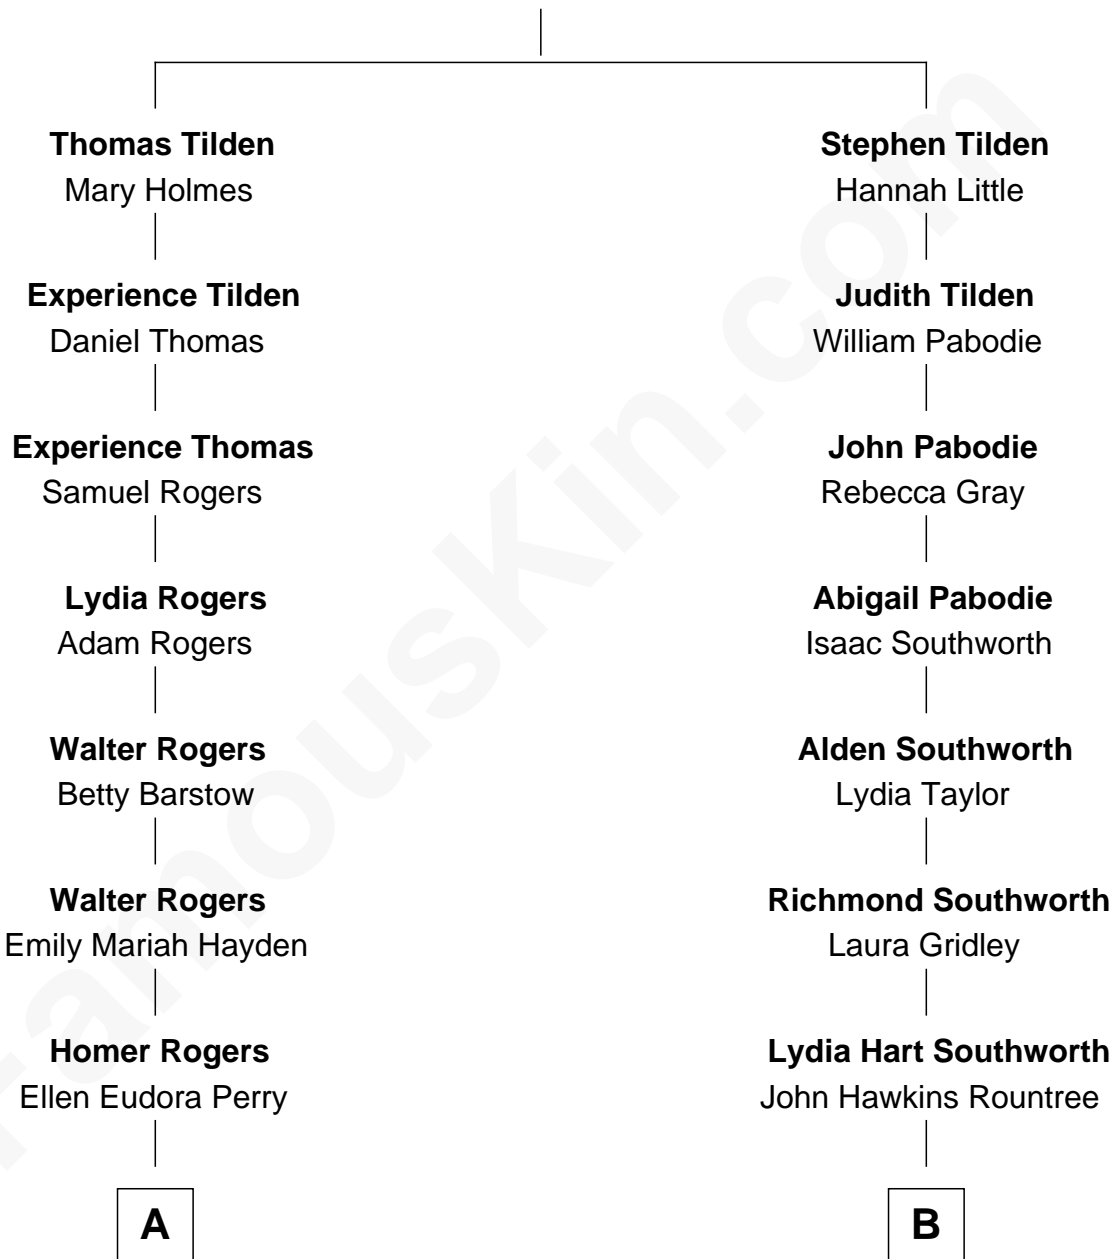 Thomas Tilden
Mary Holmes
Experience Tilden
Daniel Thomas
Experience Thomas
Samuel Rogers
Lydia Rogers
Adam Rogers
Walter Rogers
Betty Barstow
Walter Rogers
Emily Mariah Hayden
Homer Rogers
Ellen Eudora Perry
A
Stephen Tilden
Hannah Little
Judith Tilden
William Pabodie
John Pabodie
Rebecca Gray
Abigail Pabodie
Isaac Southworth
Alden Southworth
Lydia Taylor
Richmond Southworth
Laura Gridley
Lydia Hart Southworth
John Hawkins Rountree
B
FamousKin.com